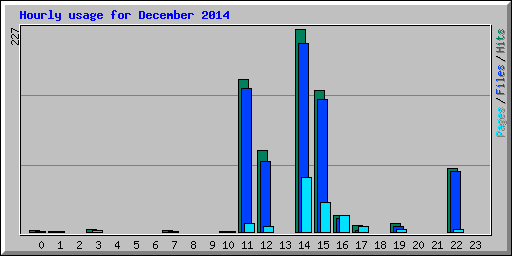 Hourly usage for December 2014
227
Pages / Files / Hits
0 1 2 3 4 5 6 7 8 9 10 11 12 13 14 15 16 17 18 19 20 21 22 23